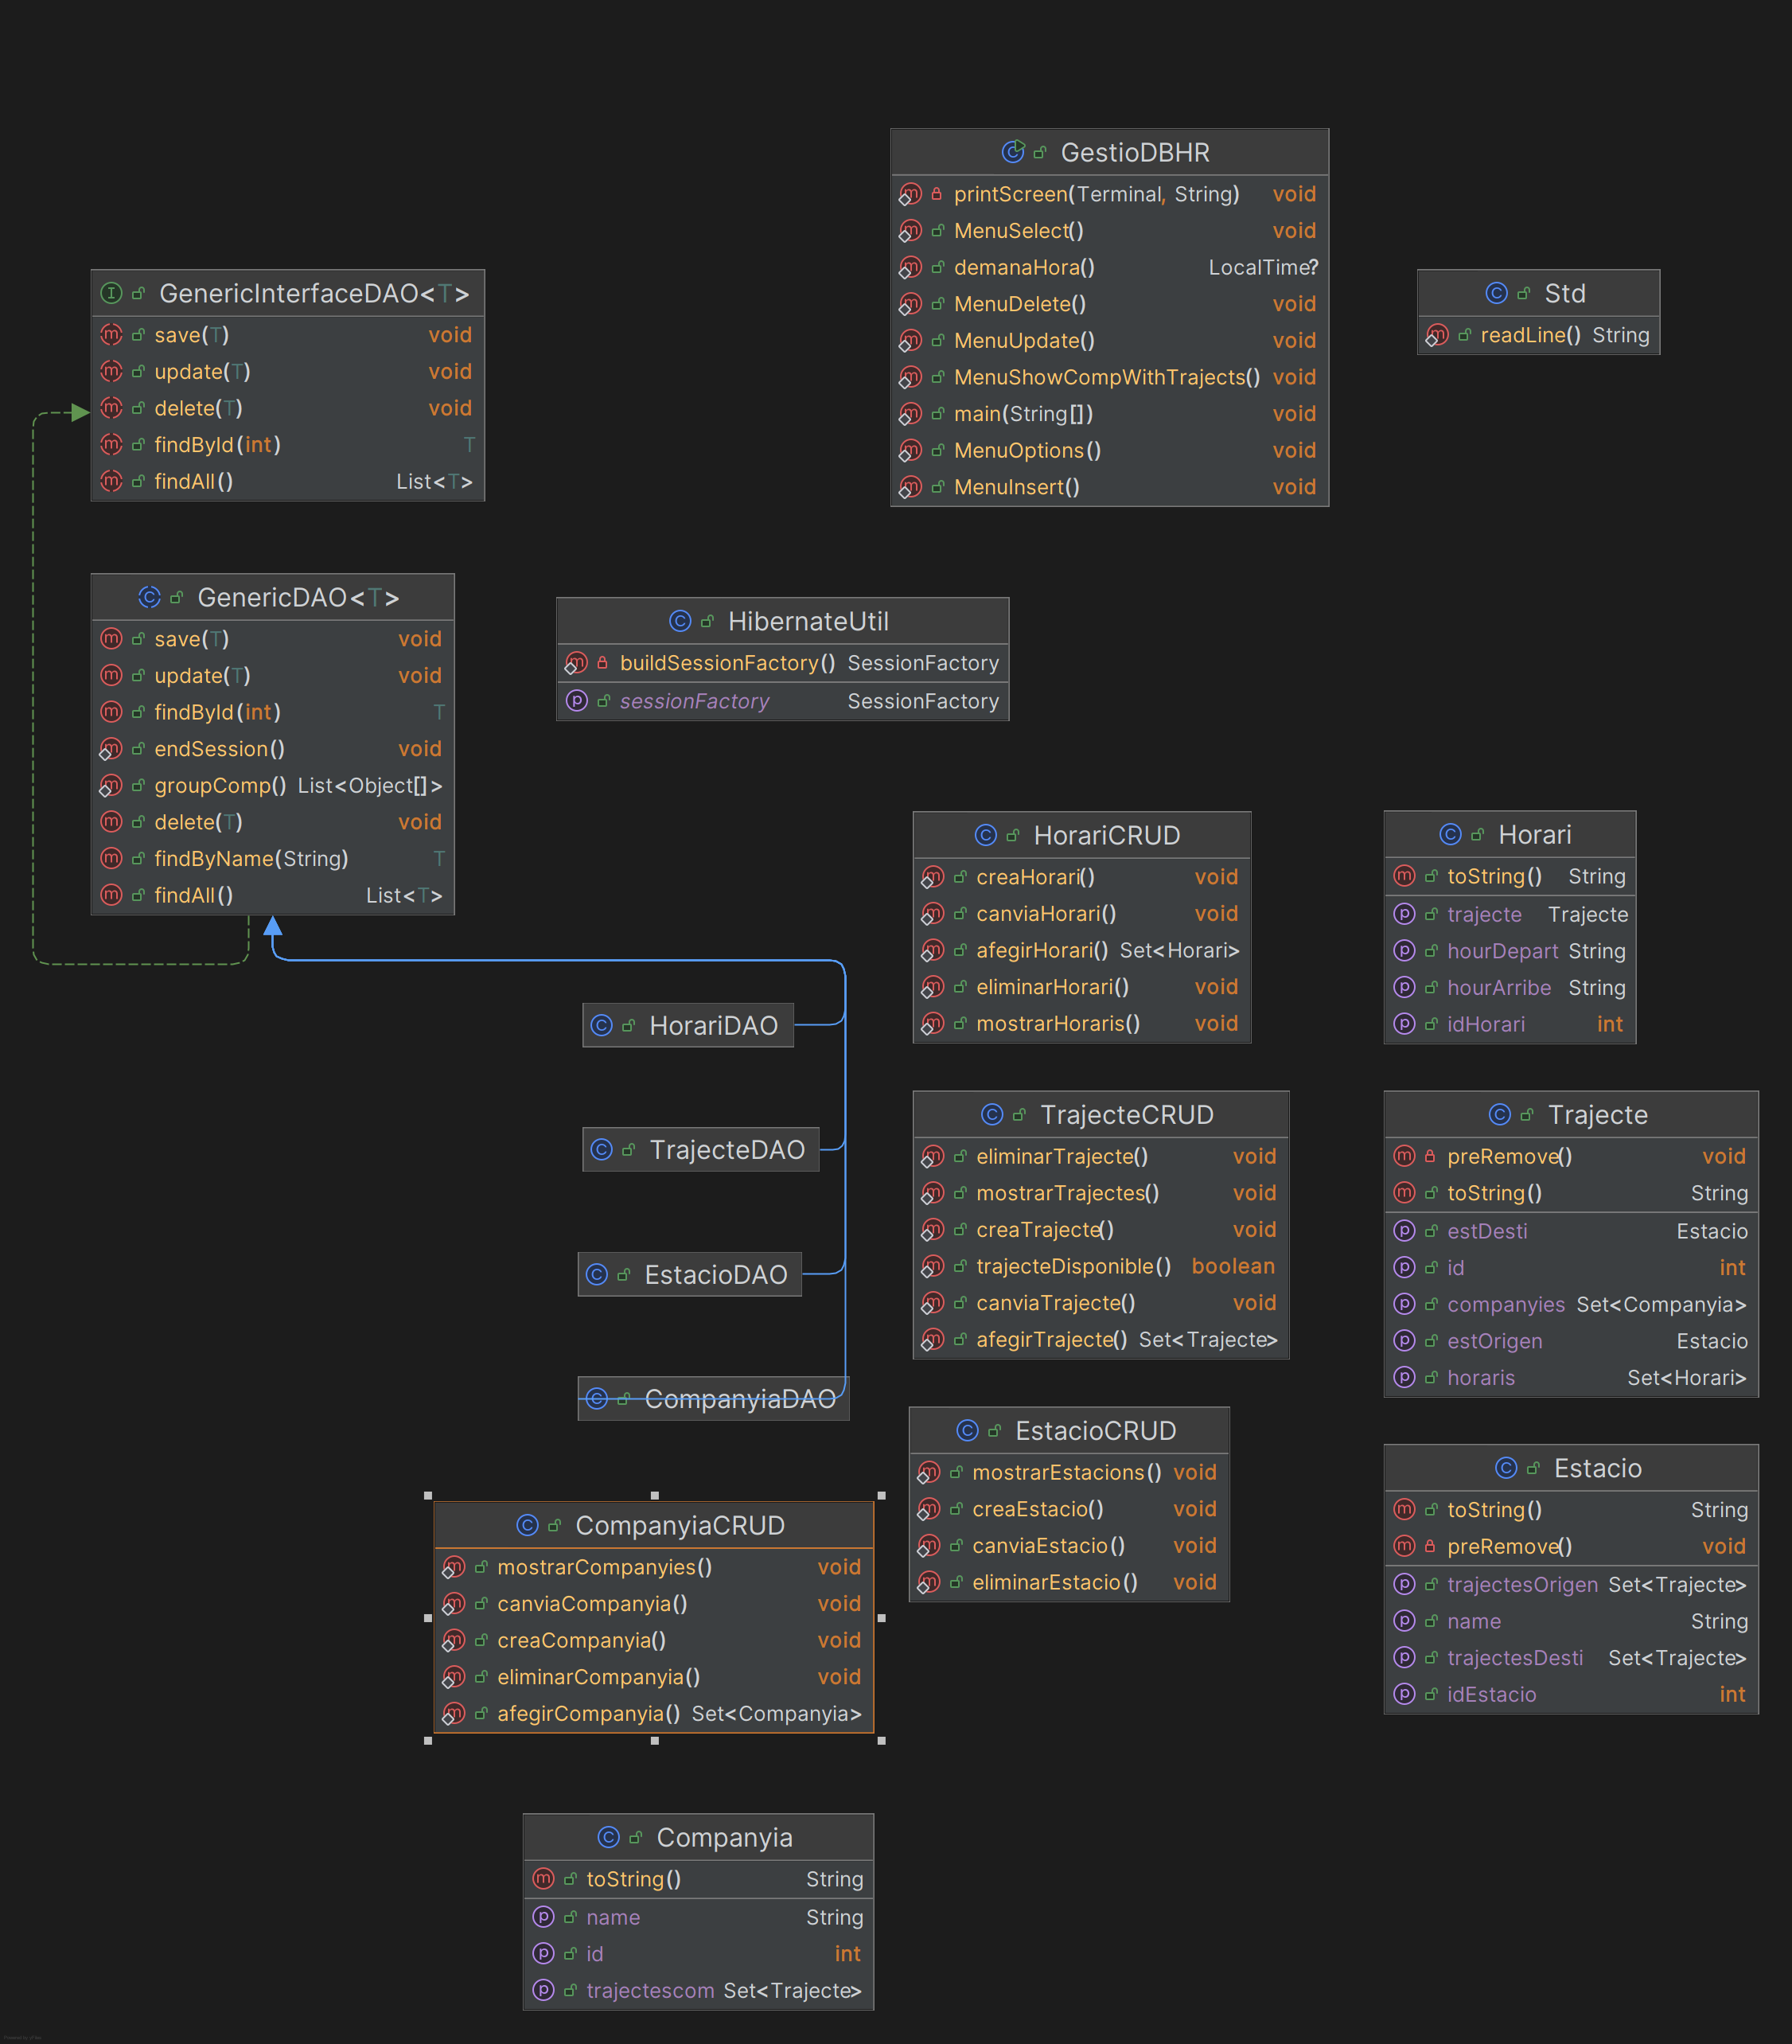 GestioDBHR
printScreen(Terminal, String) void
MenuSelect() void
demanaHora() LocalTime?
MenuDelete() void
MenuUpdate() void
MenuShowCompWithTrajects() void
main(String[]) void
MenuOptions() void
MenuInsert() void
GenericInterfaceDAO<T>
save(T) void
update(T) void
delete(T) void
findById(int) T
findAll() List<T>
Std
readLine() String
GenericDAO<T>
save(T) void
update(T) void
findById(int) T
endSession() void
groupComp() List<Object[]>
delete(T) void
findByName(String) T
findAll() List<T>
HibernateUtil
buildSessionFactory() SessionFactory
sessionFactory SessionFactory
HorariCRUD
creaHorari() void
canviaHorari() void
afegirHorari() Set<Horari>
eliminarHorari() void
mostrarHoraris() void
Horari
toString() String
trajecte Trajecte
hourDepart String
hourArribe String
idHorari int
HorariDAO
TrajecteDAO
EstacioDAO
CompanyiaDAO
TrajecteCRUD
eliminarTrajecte() void
mostrarTrajectes() void
creaTrajecte() void
trajecteDisponible() boolean
canviaTrajecte() void
afegirTrajecte() Set<Trajecte>
Trajecte
preRemove() void
toString() String
estDesti Estacio
id int
companyies Set<Companyia>
estOrigen Estacio
horaris Set<Horari>
EstacioCRUD
mostrarEstacions() void
creaEstacio() void
canviaEstacio() void
eliminarEstacio() void
Estacio
toString() String
preRemove() void
trajectesOrigen Set<Trajecte>
name String
trajectesDesti Set<Trajecte>
idEstacio int
CompanyiaCRUD
mostrarCompanyies() void
canviaCompanyia() void
creaCompanyia() void
eliminarCompanyia() void
afegirCompanyia() Set<Companyia>
Companyia
toString() String
name String
id int
trajectescom Set<Trajecte>